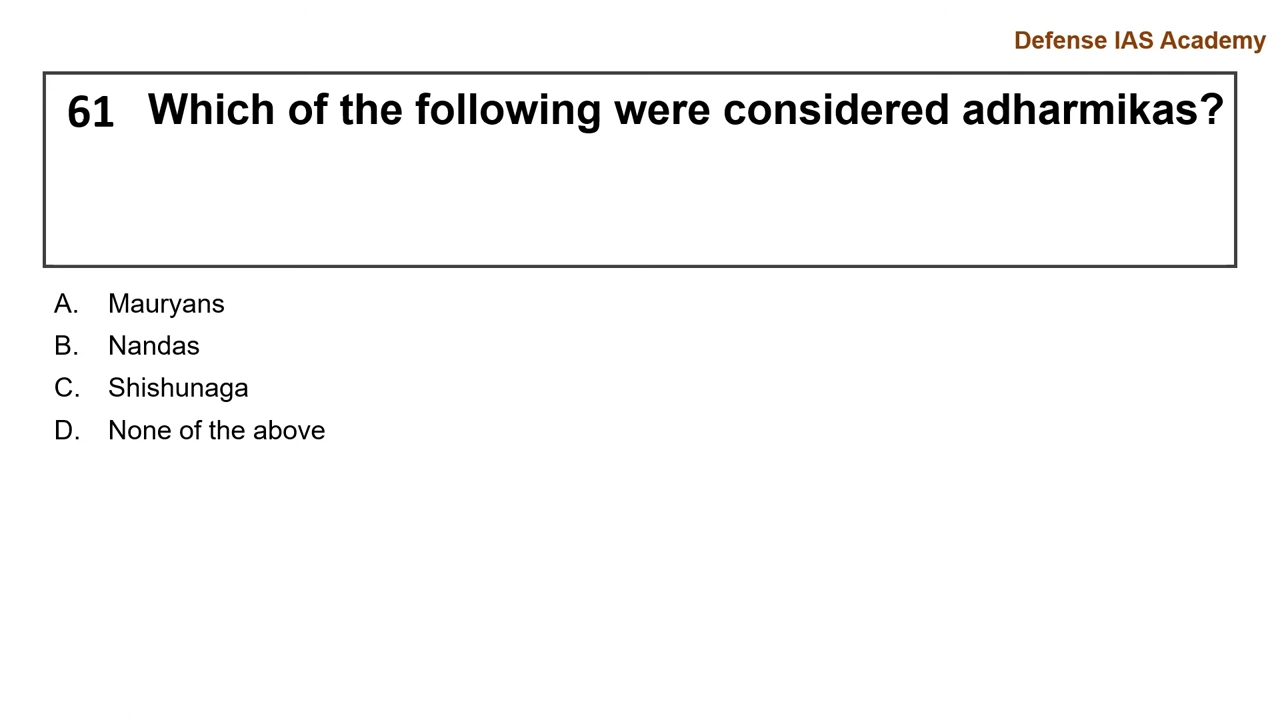 Defense IAS Academy
61 Which of the following were considered adharmikas?
A. Mauryans
B. Nandas
C. Shishunaga
D. None of the above